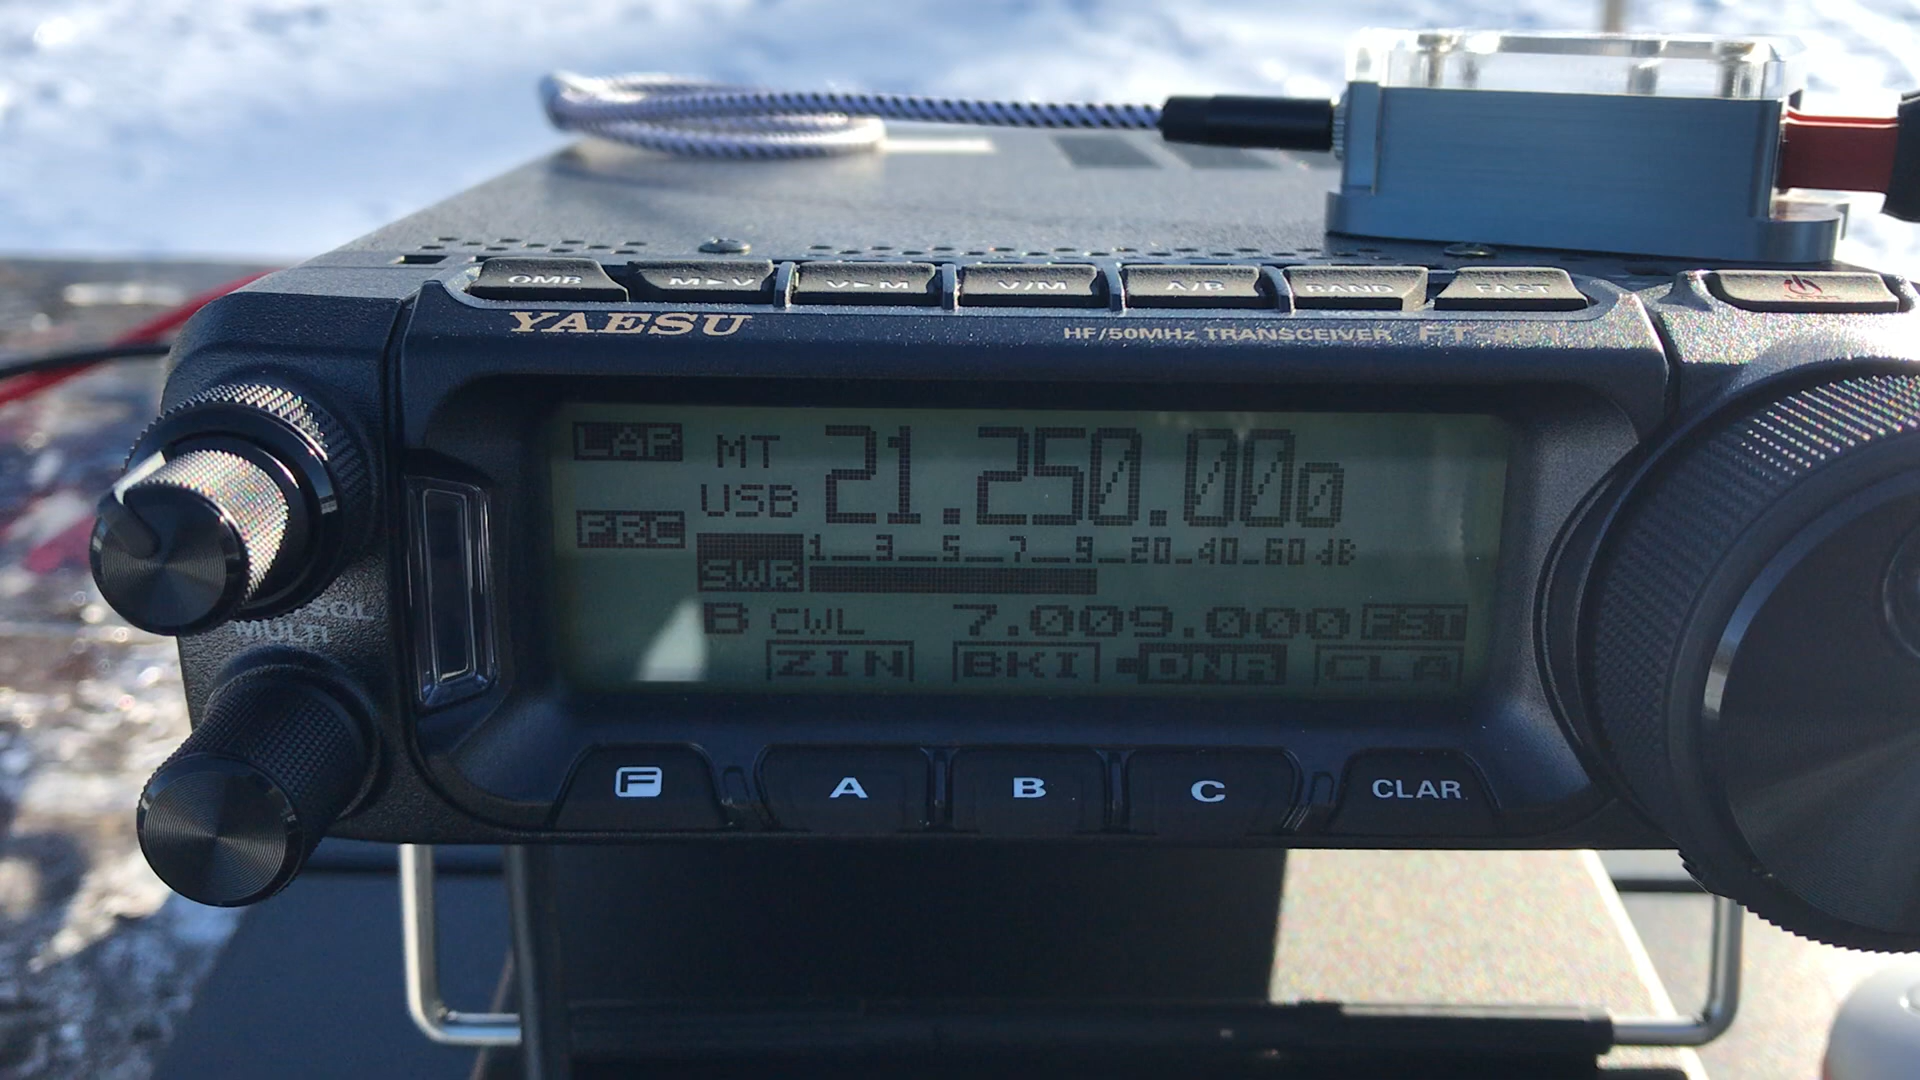 QMB M►V V►M V/M A/B BAND FAST
YAESU HF/50MHz TRANSCEIVER
LAP MT 21.250.000
USB
PRC
1 3 5 7 9 20 40 60 dB
SWR
B CWL 7.009.000 FST
ZIN BKI DNR CLA
SQL
MULTI
F A B C CLAR